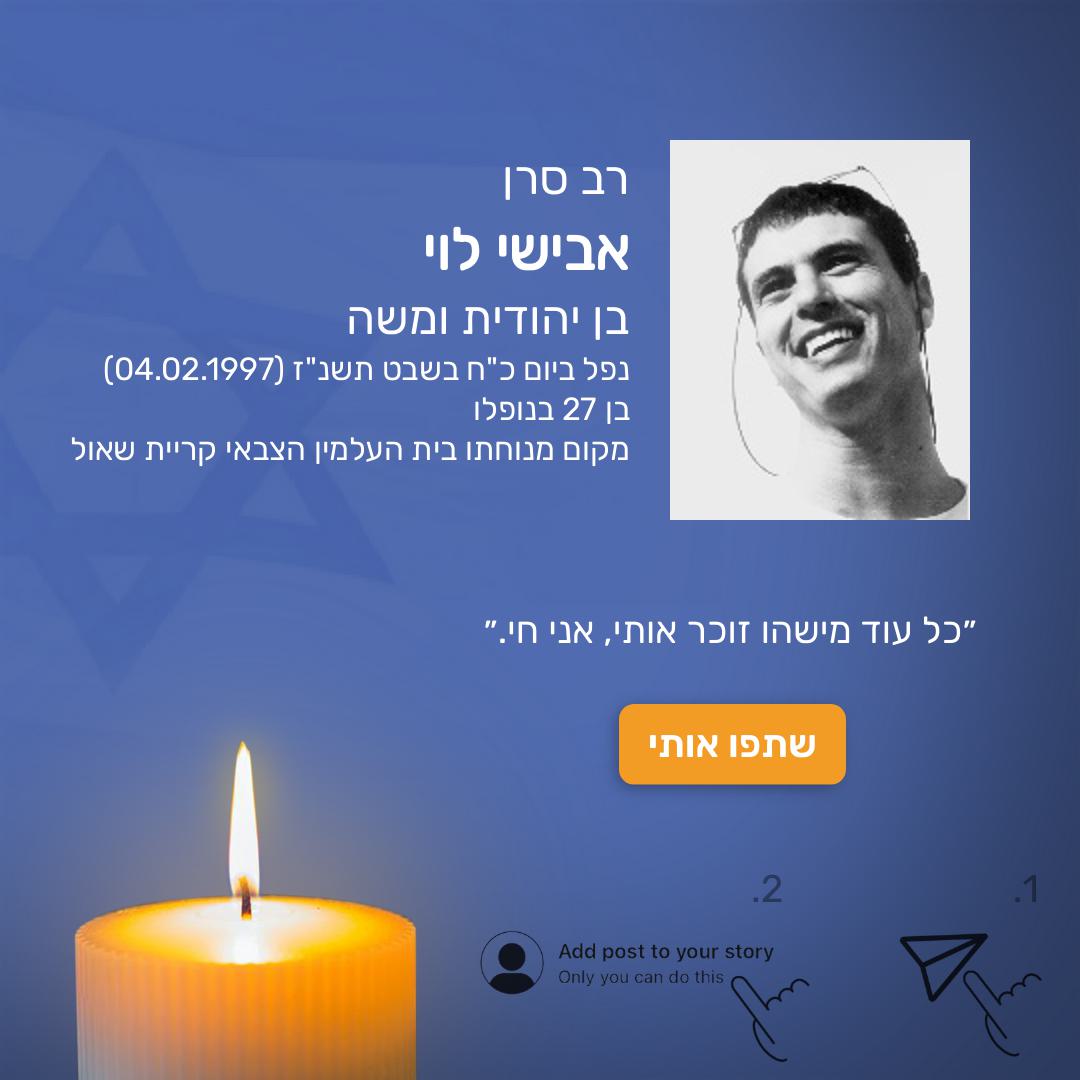 רב סרן
אבישי לוי
בן יהודית ומשה
נפל ביום כ"ח בשבט תשנ"ז (04.02.1997)
בן 27 בנופלו
מקום מנוחתו בית העלמין הצבאי קריית שאול
״כל עוד מישהו זוכר אותי, אני חי.״
שתפו אותי
1.
2.
Add post to your story
Only you can do this